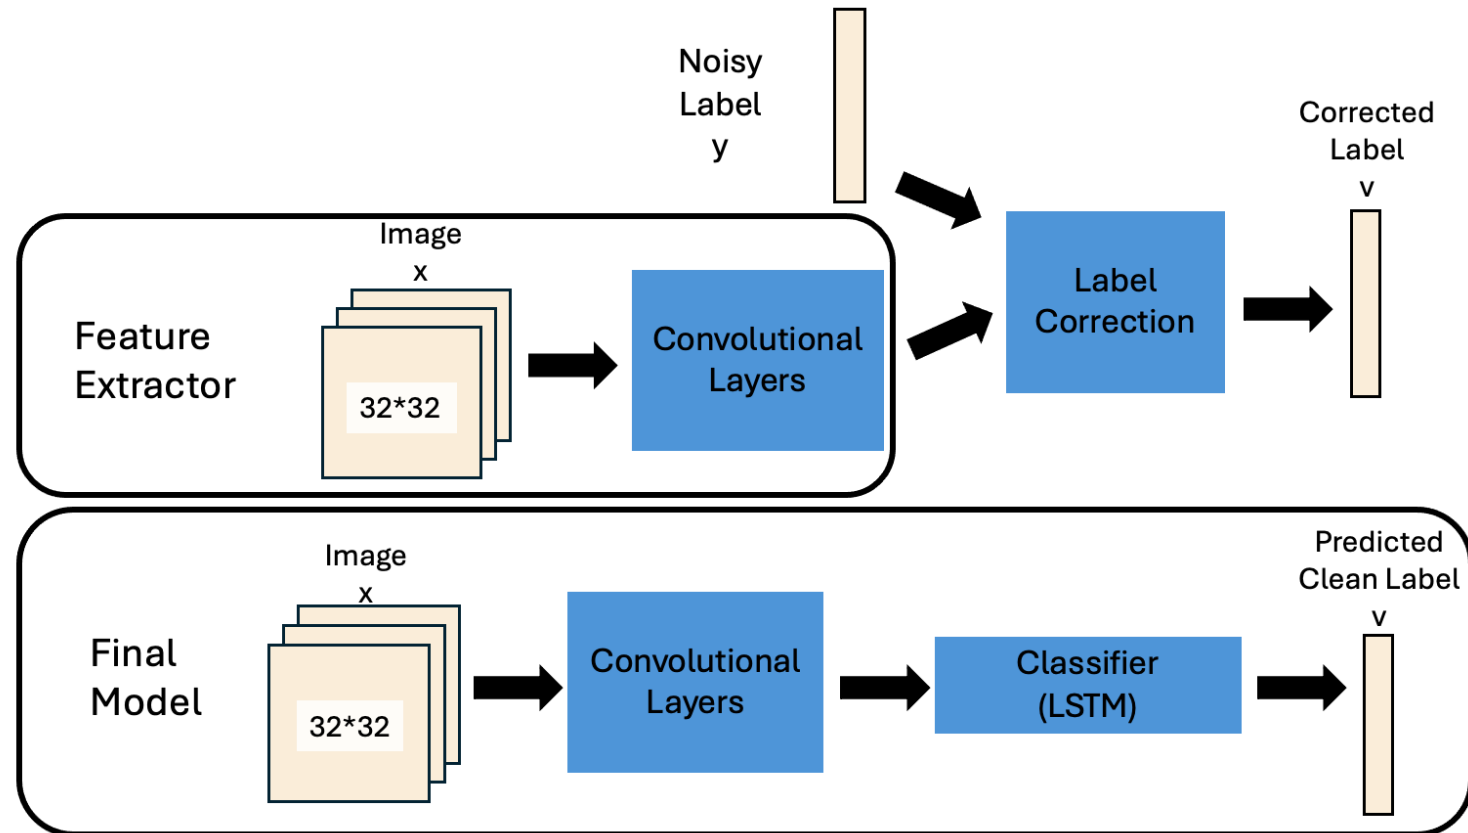 Noisy
Label
y
Corrected
Label
v
Image
x
Feature
Extractor
32*32
Convolutional
Layers
Label
Correction
Image
x
Final
Model
32*32
Convolutional
Layers
Classifier
(LSTM)
Predicted
Clean Label
v